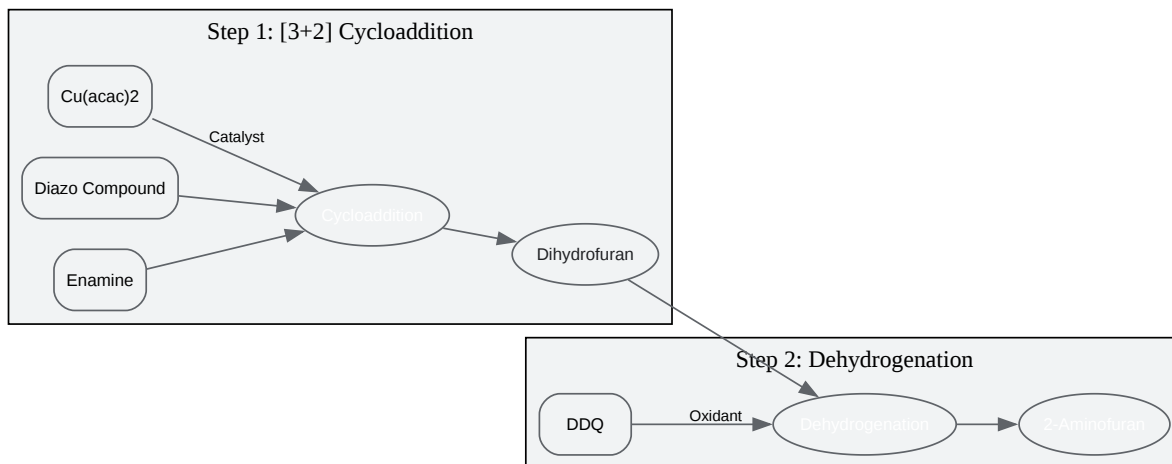 Step 1: [3+2] Cycloaddition
Cu(acac)2
Catalyst
Diazo Compound
Cycloaddition
Enamine
Dihydrofuran
Step 2: Dehydrogenation
DDQ
Oxidant
Dehydrogenation
2-Aminofuran